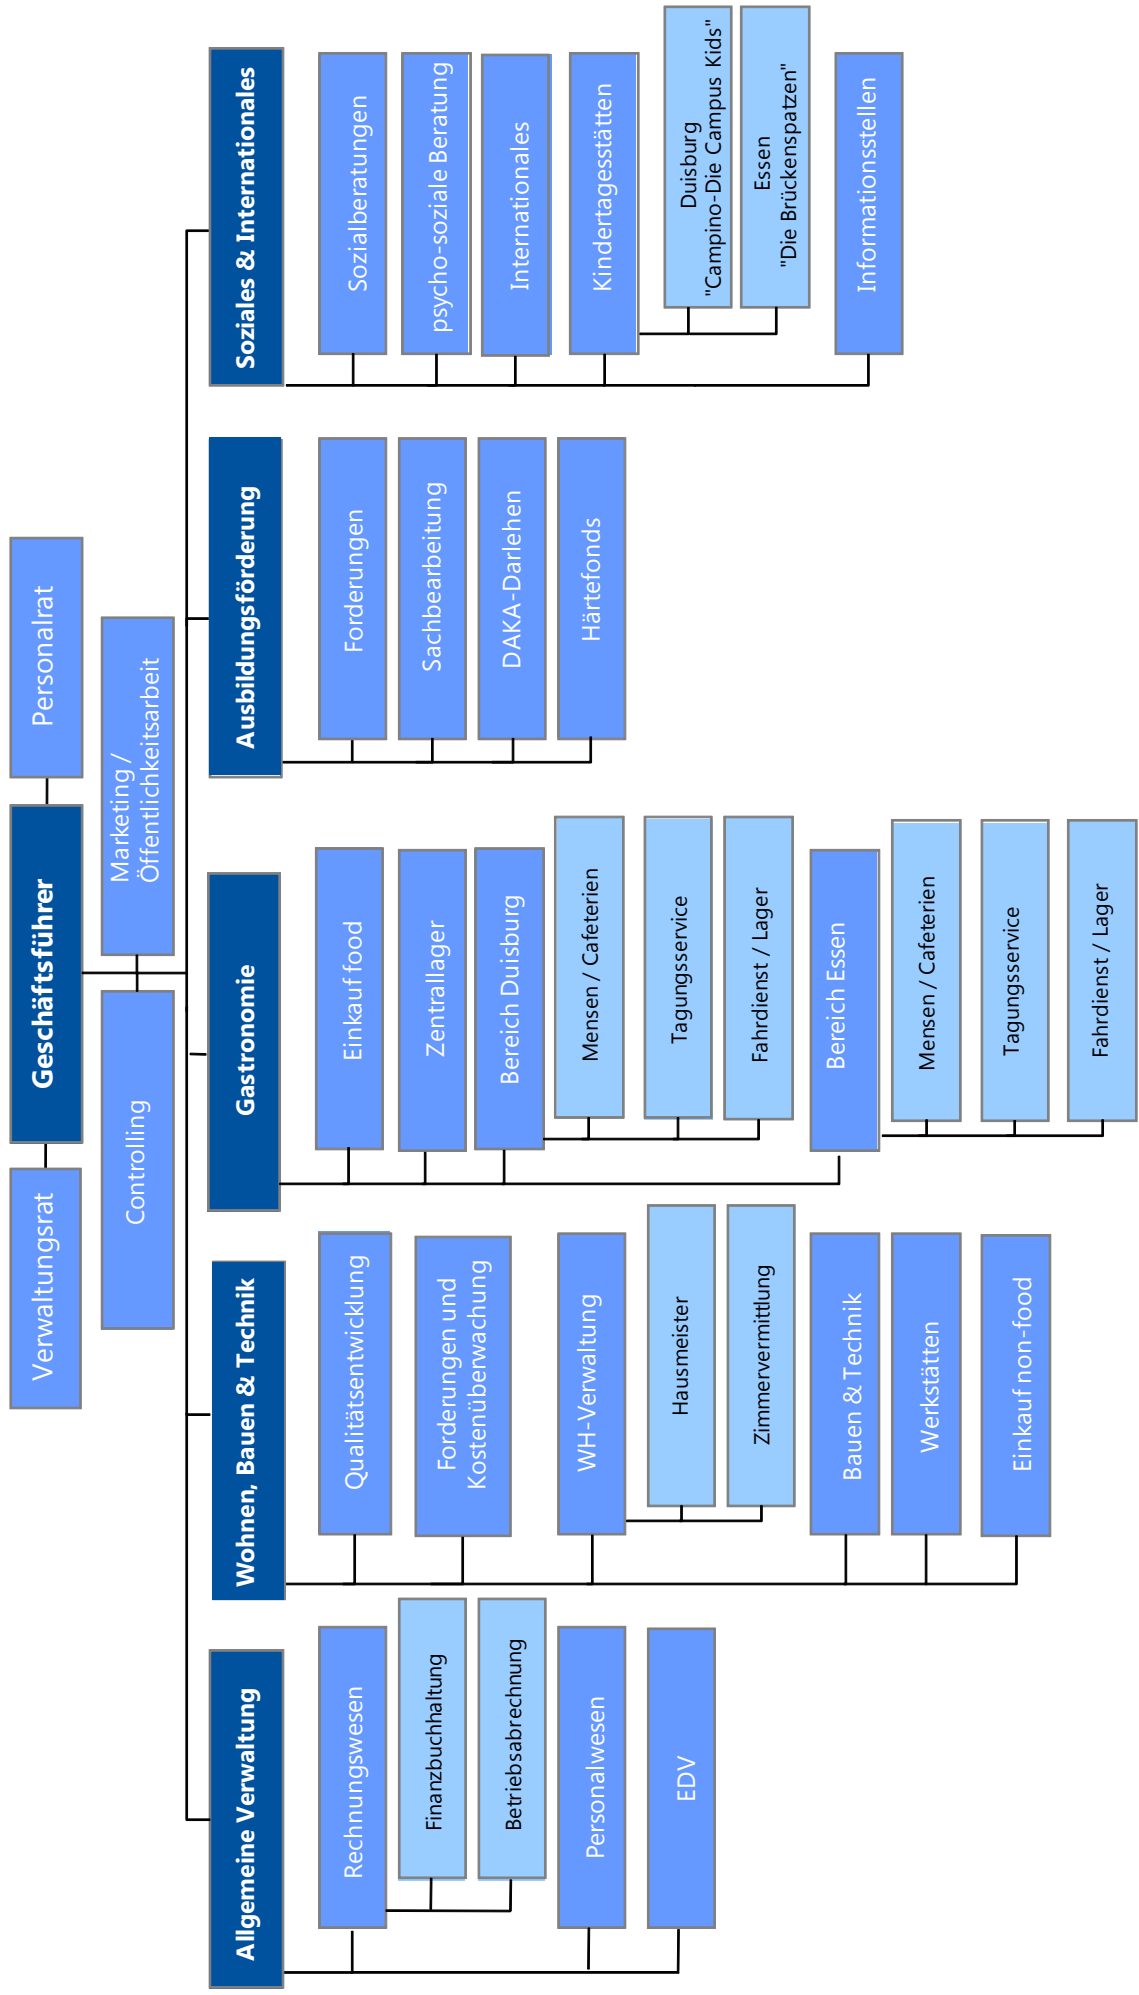 Verwaltungsrat
Geschäftsführer
Personalrat
Controlling
Marketing /
Öffentlichkeitsarbeit
Allgemeine Verwaltung
Rechnungswesen
Finanzbuchhaltung
Betriebsabrechnung
Personalwesen
EDV
Wohnen, Bauen & Technik
Qualitätsentwicklung
Forderungen und
Kostenüberwachung
WH-Verwaltung
Hausmeister
Zimmervermittlung
Bauen & Technik
Werkstätten
Einkauf non-food
Gastronomie
Einkauf food
Zentrallager
Bereich Duisburg
Mensen / Cafeterien
Tagungsservice
Fahrdienst / Lager
Bereich Essen
Mensen / Cafeterien
Tagungsservice
Fahrdienst / Lager
Ausbildungsförderung
Forderungen
Sachbearbeitung
DAKA-Darlehen
Härtefonds
Soziales & Internationales
Sozialberatungen
psycho-soziale Beratung
Internationales
Kindertagesstätten
Duisburg
"Campino-Die Campus Kids"
Essen
"Die Brückenspatzen"
Informationsstellen